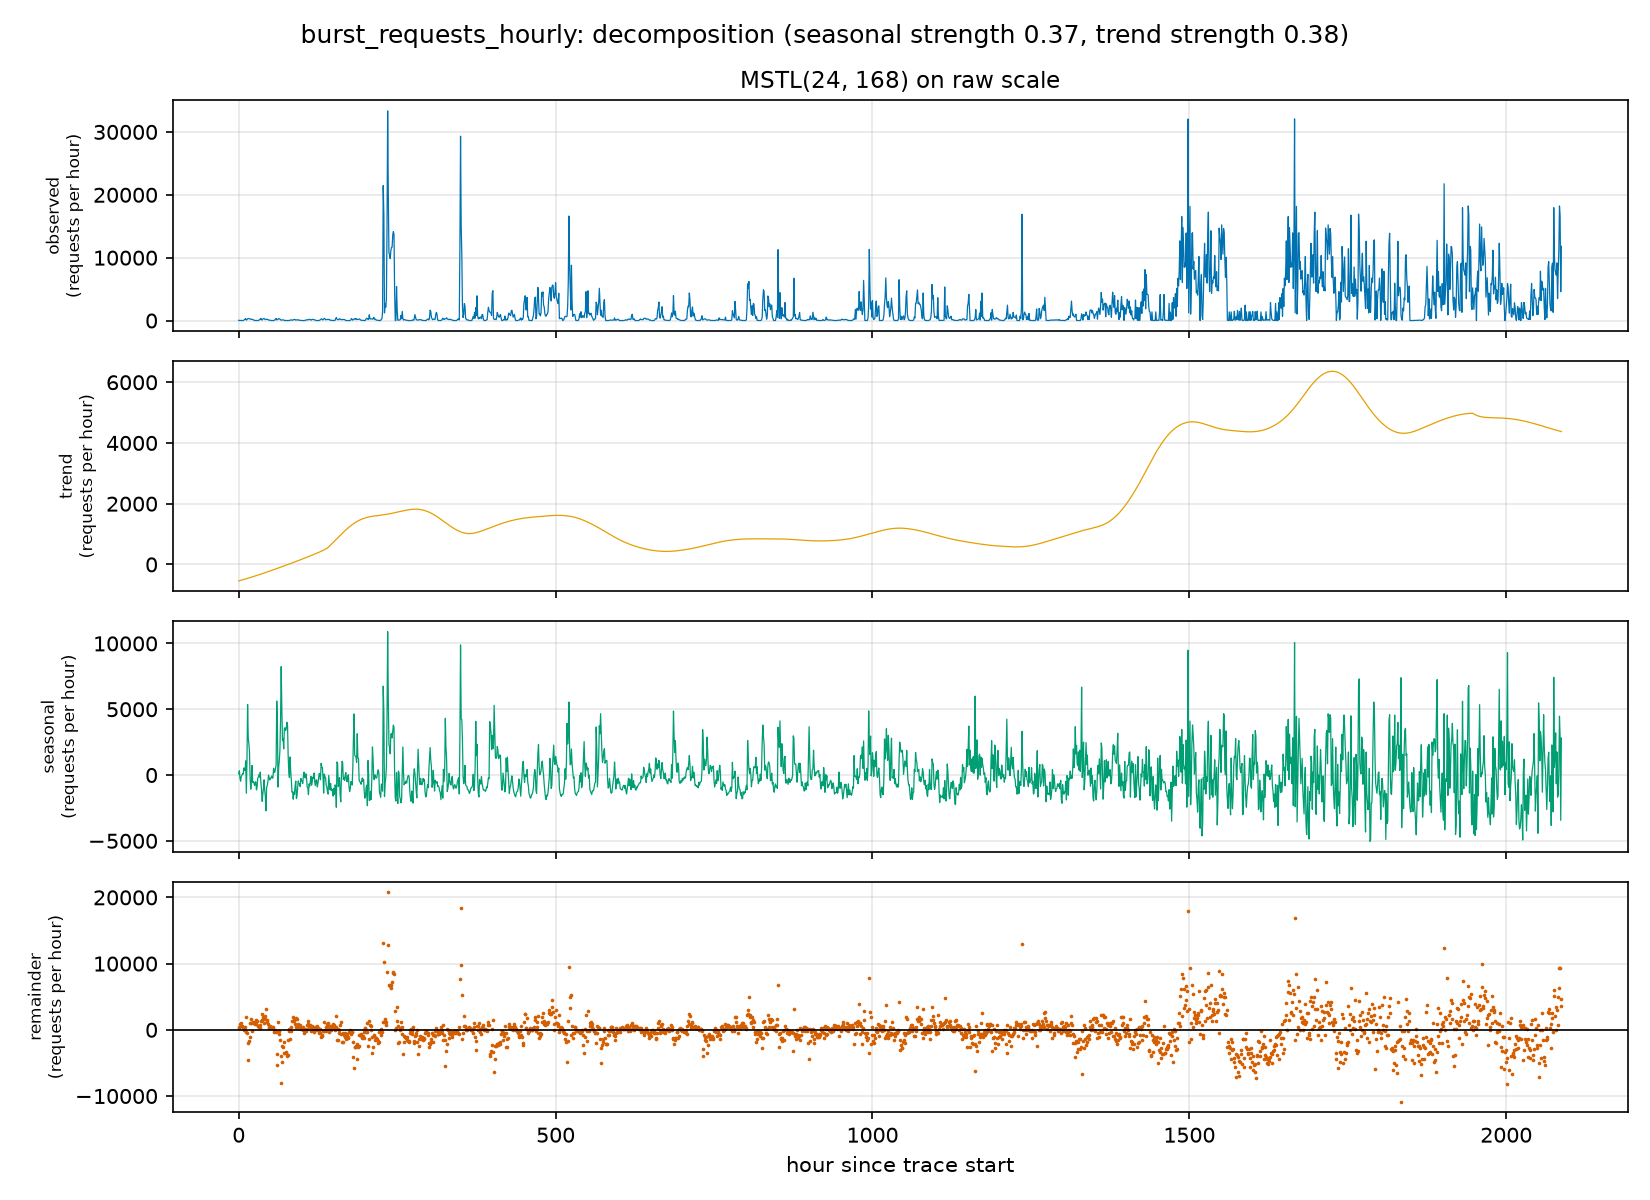 burst_requests_hourly: decomposition (seasonal strength 0.37, trend strength 0.38)
MSTL(24, 168) on raw scale
observed
(requests per hour)
30000
20000
10000
0
trend
(requests per hour)
6000
4000
2000
0
seasonal
(requests per hour)
10000
5000
0
−5000
remainder
(requests per hour)
20000
10000
0
−10000
0 500 1000 1500 2000
hour since trace start